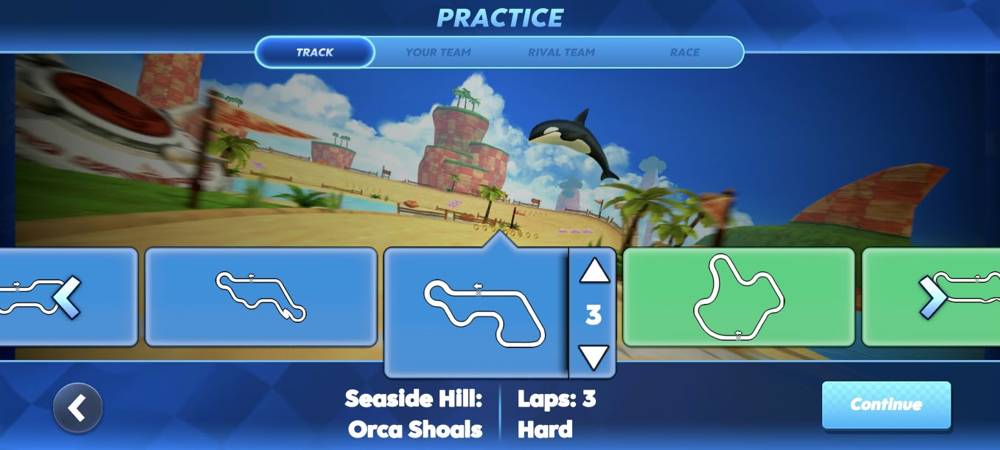 PRACTICE
TRACK
YOUR TEAM
RIVAL TEAM
RACE
3
Seaside Hill:
Orca Shoals
Laps: 3
Hard
Continue